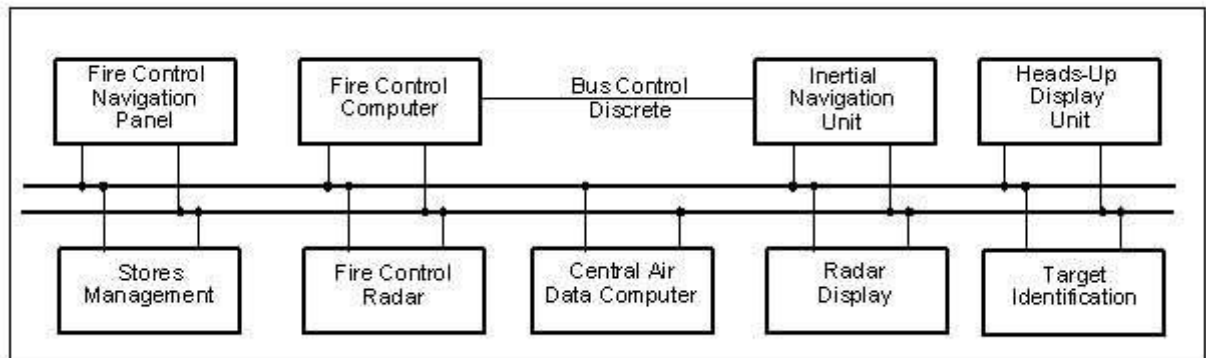 Fire Control
Navigation
Panel
Fire Control
Computer
Bus Control
Discrete
Inertial
Navigation
Unit
Heads-Up
Display
Unit
Stores
Management
Fire Control
Radar
Central Air
Data Computer
Radar
Display
Target
Identification